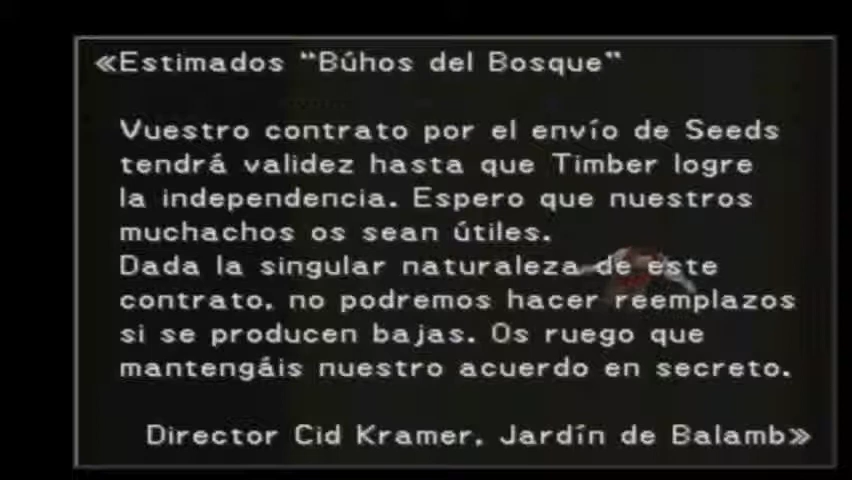 «Estimados “Búhos del Bosque”
Vuestro contrato por el envío de Seeds
tendrá validez hasta que Timber logre
la independencia. Espero que nuestros
muchachos os sean útiles.
Dada la singular naturaleza de este
contrato, no podremos hacer reemplazos
si se producen bajas. Os ruego que
mantengáis nuestro acuerdo en secreto.
Director Cid Kramer, Jardín de Balamb»